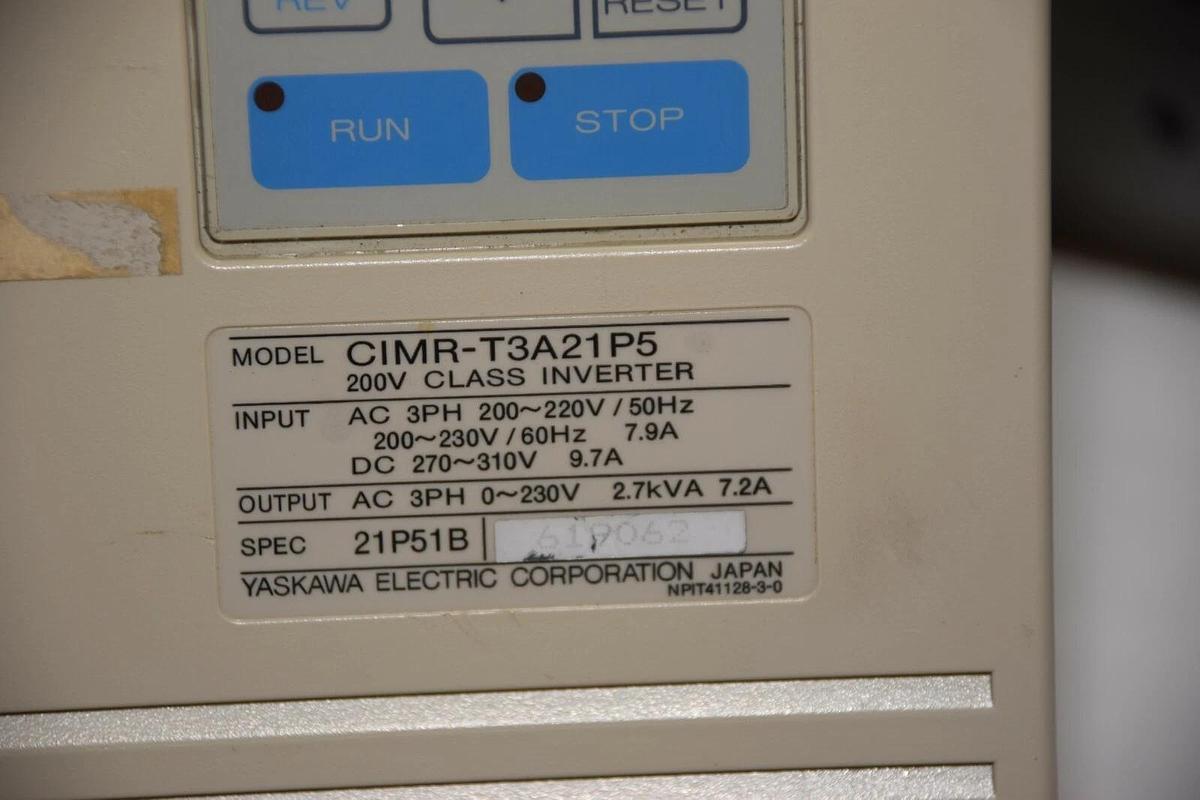 REV
RESET
RUN
STOP
MODEL CIMR-T3A21P5
200V CLASS INVERTER
INPUT AC 3PH 200~220V / 50Hz
200~230V / 60Hz 7.9A
DC 270~310V 9.7A
OUTPUT AC 3PH 0~230V 2.7kVA 7.2A
SPEC 21P51B 619062
YASKAWA ELECTRIC CORPORATION JAPAN
NPIT41128-3-0